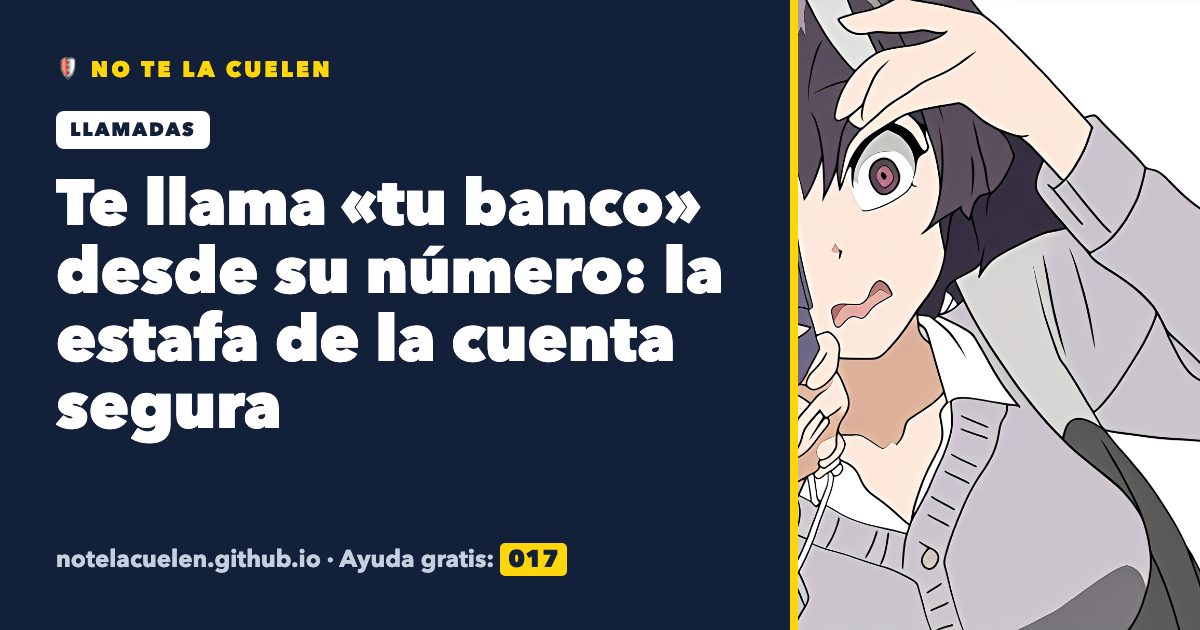 NO TE LA CUELEN
LLAMADAS
Te llama «tu banco»
desde su número: la
estafa de la cuenta
segura
notelacuelen.github.io · Ayuda gratis: 017